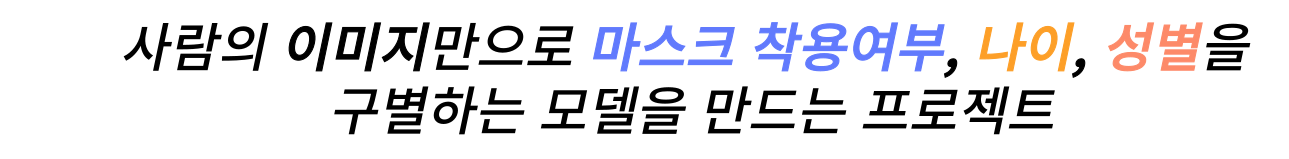 사람의 이미지만으로 마스크 착용여부, 나이, 성별을
구별하는 모델을 만드는 프로젝트